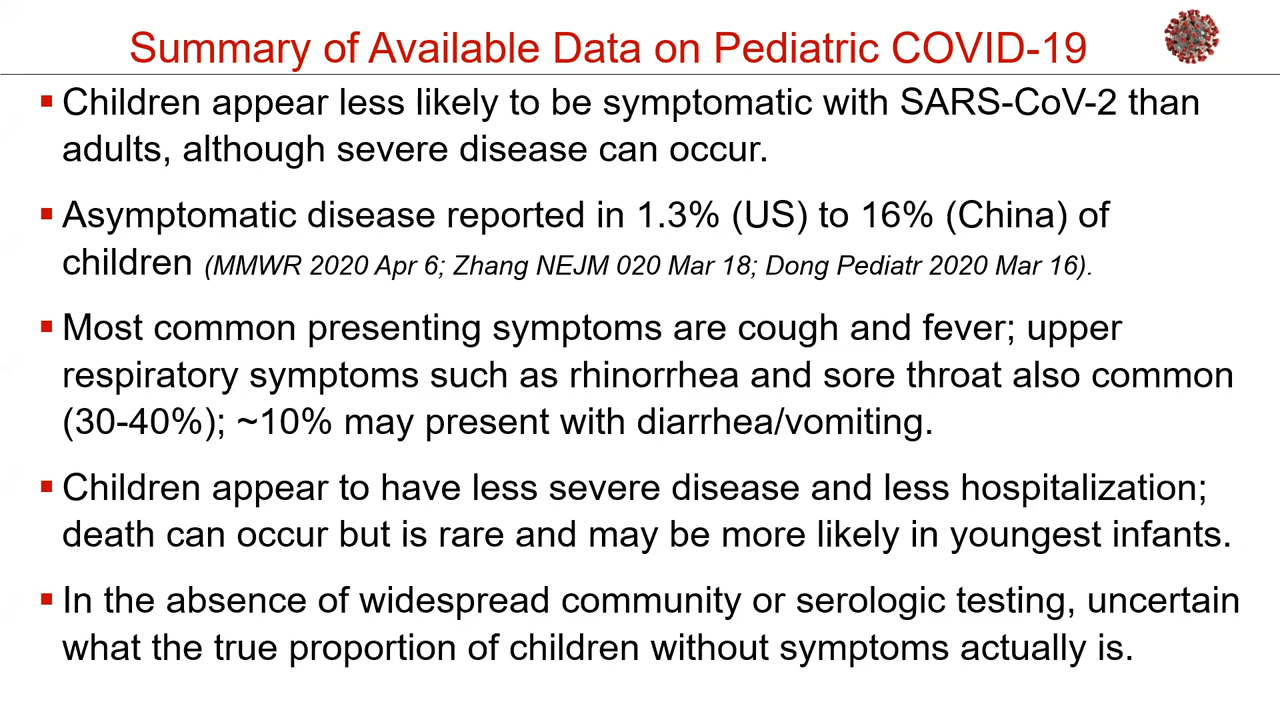 Summary of Available Data on Pediatric COVID-19
▪ Children appear less likely to be symptomatic with SARS-CoV-2 than
adults, although severe disease can occur.
▪ Asymptomatic disease reported in 1.3% (US) to 16% (China) of
children (MMWR 2020 Apr 6; Zhang NEJM 020 Mar 18; Dong Pediatr 2020 Mar 16).
▪ Most common presenting symptoms are cough and fever; upper
respiratory symptoms such as rhinorrhea and sore throat also common
(30-40%); ~10% may present with diarrhea/vomiting.
▪ Children appear to have less severe disease and less hospitalization;
death can occur but is rare and may be more likely in youngest infants.
▪ In the absence of widespread community or serologic testing, uncertain
what the true proportion of children without symptoms actually is.